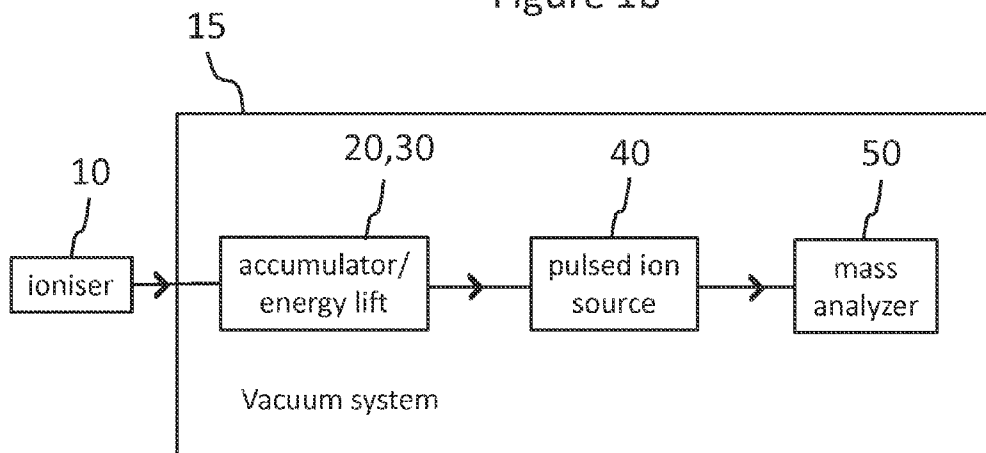 Figure 1b
15
10
20,30
40
50
ioniser
accumulator/
energy lift
pulsed ion
source
mass
analyzer
Vacuum system